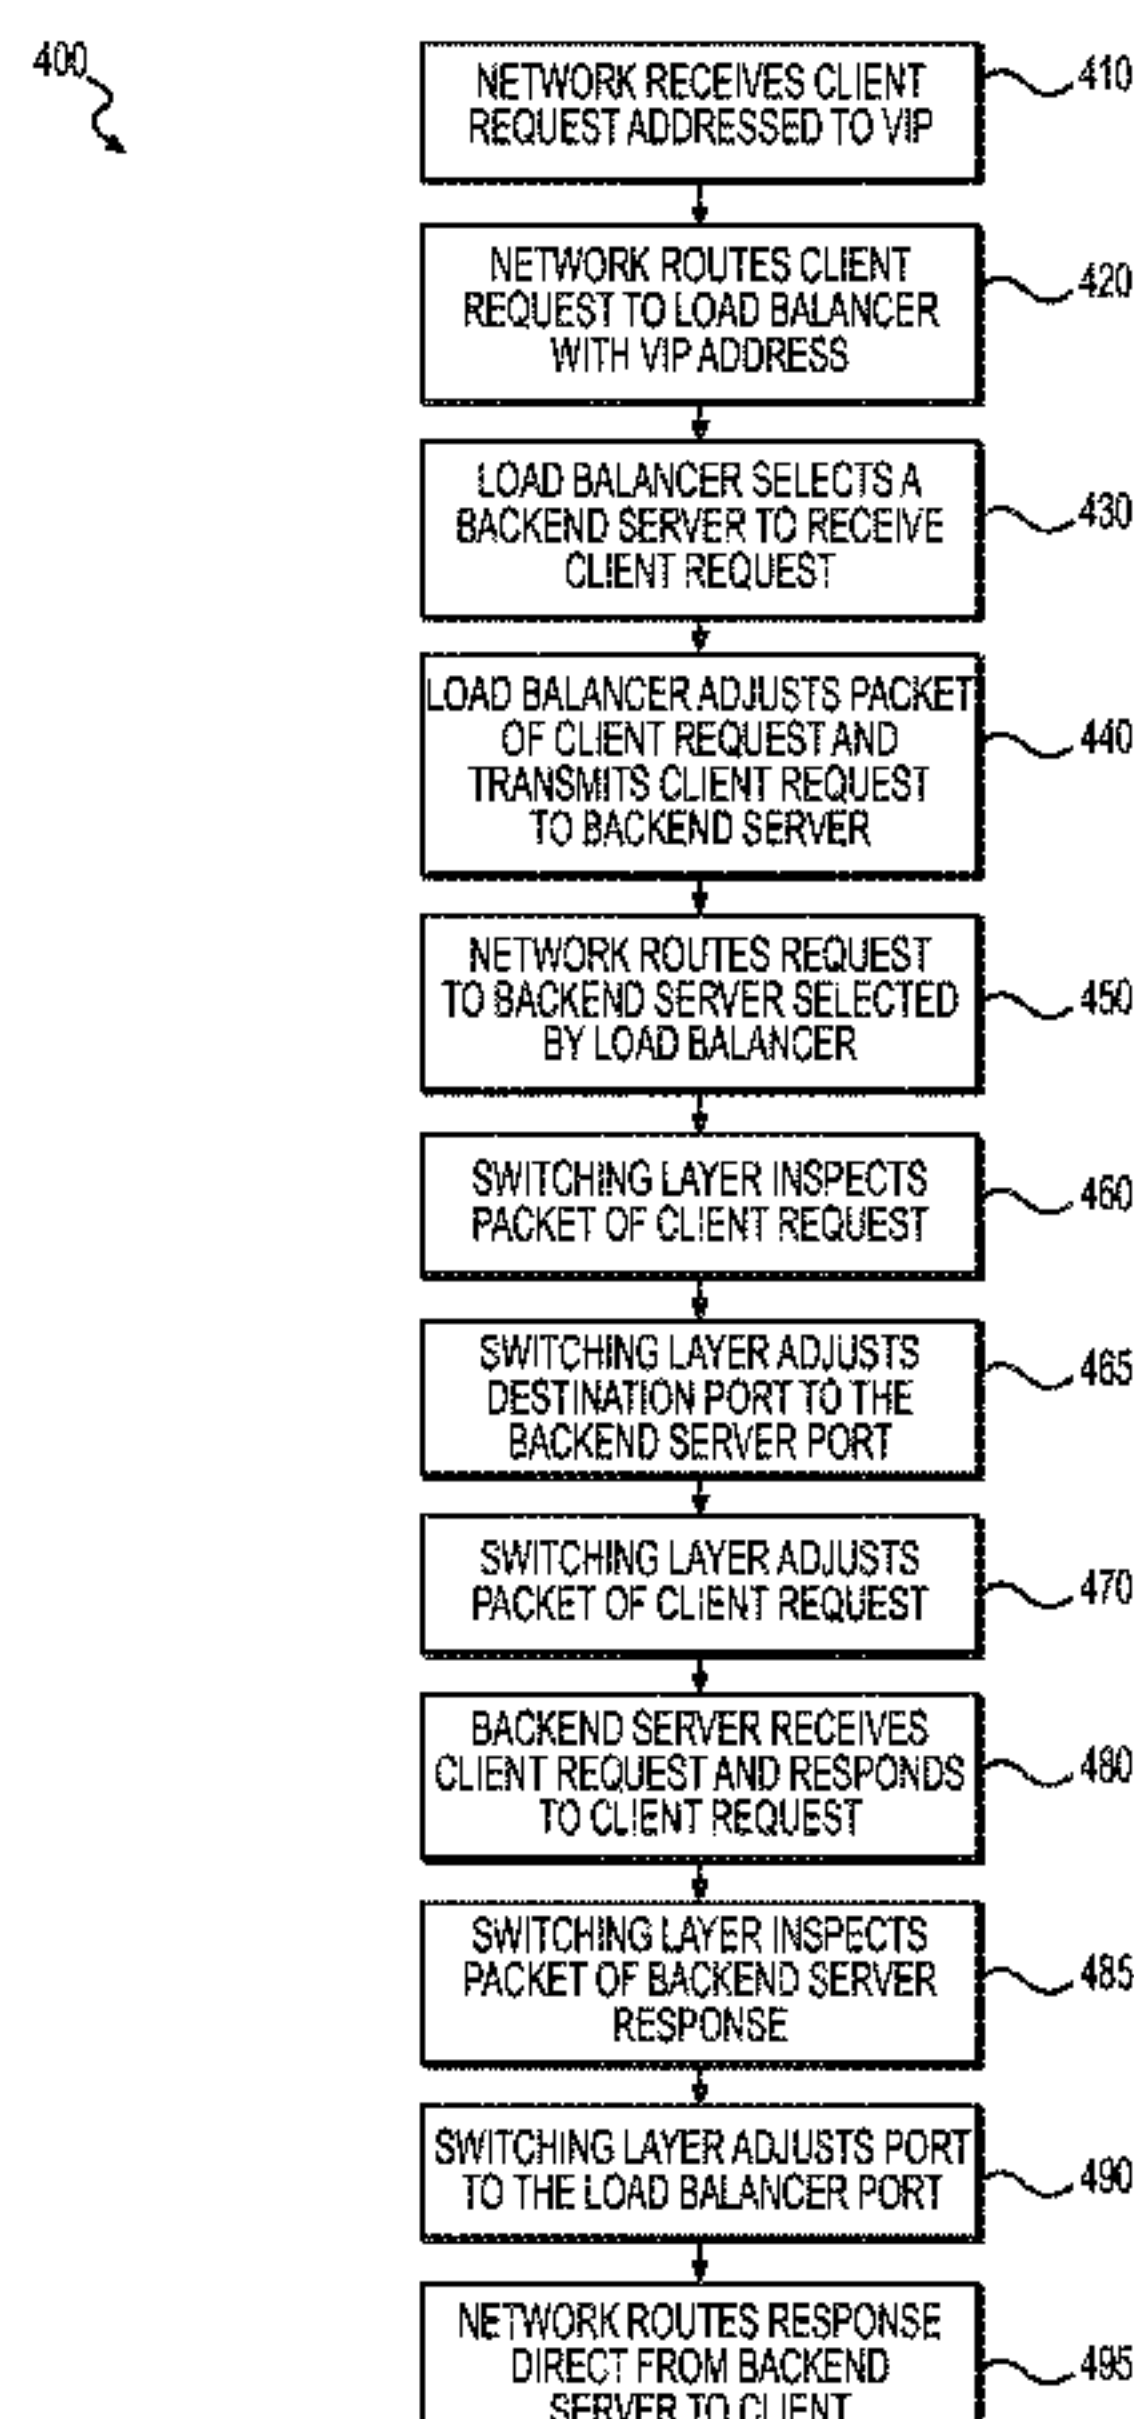 400
NETWORK RECEIVES CLIENT
REQUEST ADDRESSED TO VIP
410
NETWORK ROUTES CLIENT
REQUEST TO LOAD BALANCER
WITH VIP ADDRESS
420
LOAD BALANCER SELECTS A
BACKEND SERVER TO RECEIVE
CLIENT REQUEST
430
LOAD BALANCER ADJUSTS PACKET
OF CLIENT REQUEST AND
TRANSMITS CLIENT REQUEST
TO BACKEND SERVER
440
NETWORK ROUTES REQUEST
TO BACKEND SERVER SELECTED
BY LOAD BALANCER
450
SWITCHING LAYER INSPECTS
PACKET OF CLIENT REQUEST
460
SWITCHING LAYER ADJUSTS
DESTINATION PORT TO THE
BACKEND SERVER PORT
465
SWITCHING LAYER ADJUSTS
PACKET OF CLIENT REQUEST
470
BACKEND SERVER RECEIVES
CLIENT REQUEST AND RESPONDS
TO CLIENT REQUEST
480
SWITCHING LAYER INSPECTS
PACKET OF BACKEND SERVER
RESPONSE
485
SWITCHING LAYER ADJUSTS PORT
TO THE LOAD BALANCER PORT
490
NETWORK ROUTES RESPONSE
DIRECT FROM BACKEND
SERVER TO CLIENT
495